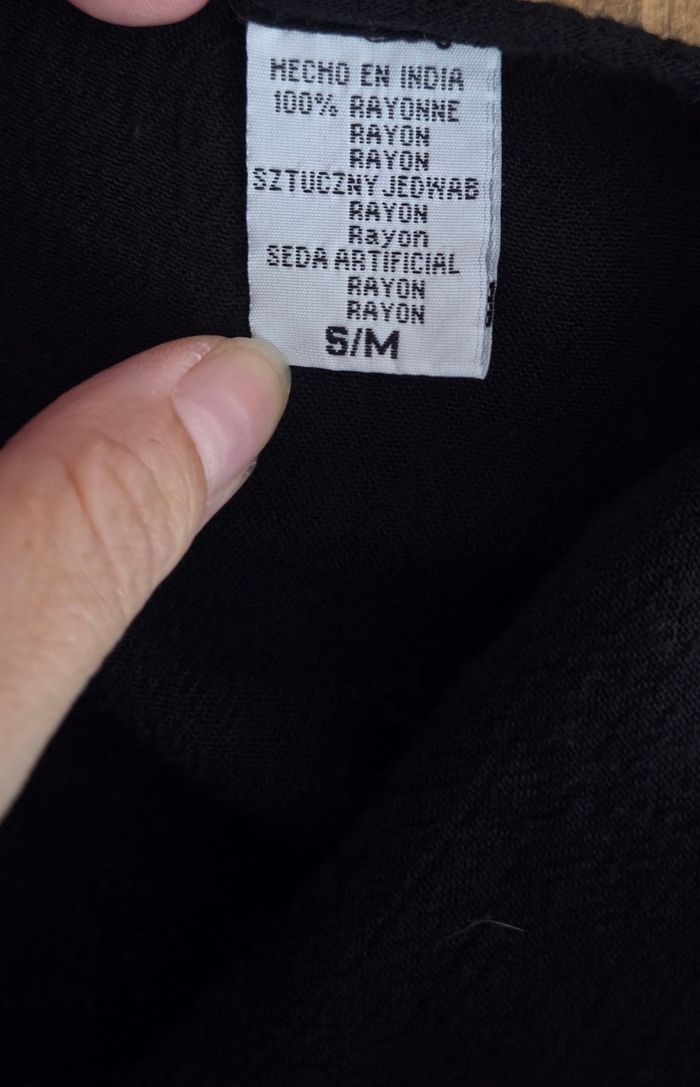 HECHO EN INDIA
100% RAYONNE
RAYON
RAYON
SZTUCZNY JEDWAB
RAYON
Rayon
SEDA ARTIFICIAL
RAYON
RAYON
S/M